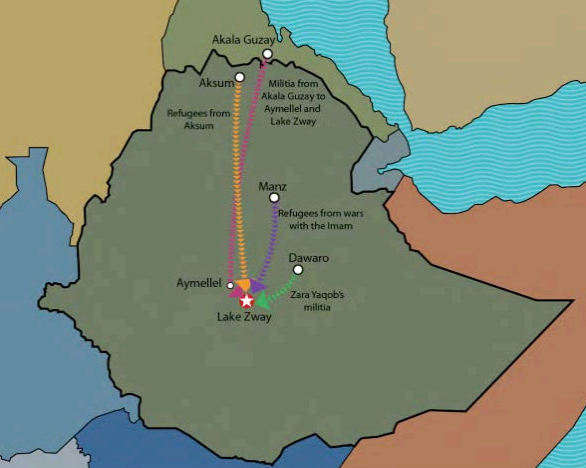 Akala Guzay
Aksum
Militia from
Akala Guzay to
Aymellel and
Lake Zway
Refugees from
Aksum
Manz
Refugees from wars
with the Imam
Dawaro
Aymellel
Zara Yaqob's
militia
Lake Zway